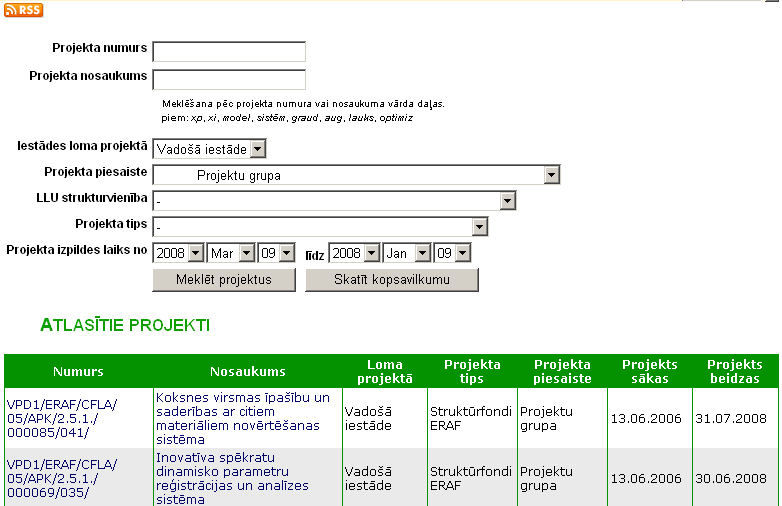 RSS
Projekta numurs
Projekta nosaukums
Meklēšana pēc projekta numura vai nosaukuma vārda daļas.
piem: xp, xi, model, sistēm, graud, aug, lauks, optimiz
Iestādes loma projektā Vadošā iestāde
Projekta piesaiste Projektu grupa
LLU strukturvienība -
Projekta tips -
Projekta izpildes laiks no 2008 Mar 09 līdz 2008 Jan 09
Meklēt projektus Skatīt kopsavilkumu
ATLASĪTIE PROJEKTI
Numurs Nosaukums Loma projektā Projekta tips Projekta piesaiste Projekts sākas Projekts beidzas
VPD1/ERAF/CFLA/
05/APK/2.5.1./
000085/041/
Koksnes virsmas īpašību un
saderības ar citiem
materiāliem novērtēšanas
sistēma
Vadošā
iestāde
Struktūrfondi
ERAF
Projektu
grupa
13.06.2006
31.07.2008
VPD1/ERAF/CFLA/
05/APK/2.5.1./
000069/035/
Inovatīva spēkratu
dinamisko parametru
reģistrācijas un analīzes
sistēma
Vadošā
iestāde
Struktūrfondi
ERAF
Projektu
grupa
13.06.2006
30.06.2008